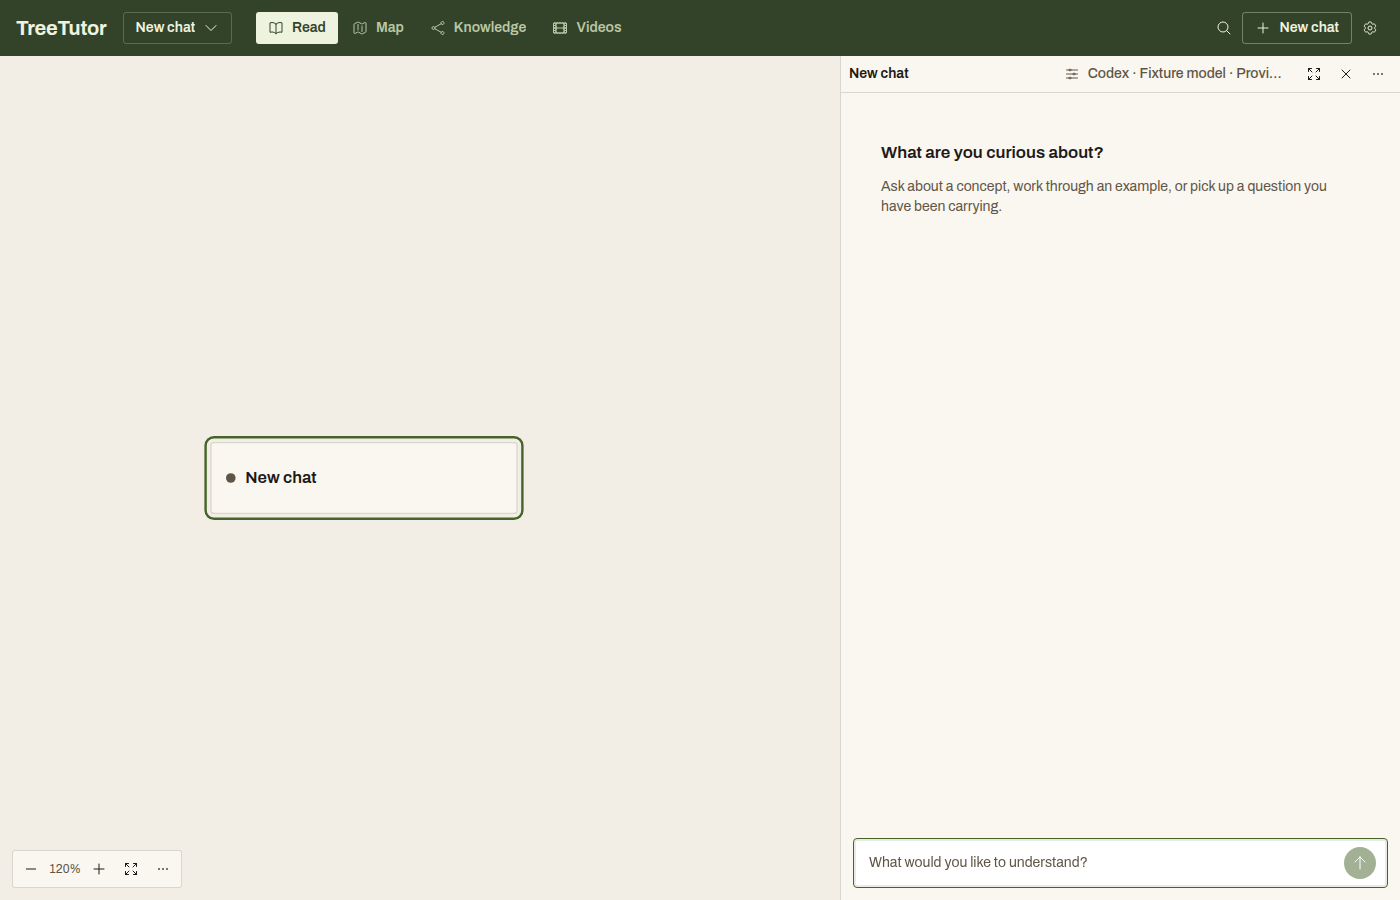 TreeTutor
New chat
Read
Map
Knowledge
Videos
New chat
New chat
Codex · Fixture model · Provi...
What are you curious about?
Ask about a concept, work through an example, or pick up a question you
have been carrying.
New chat
120%
What would you like to understand?